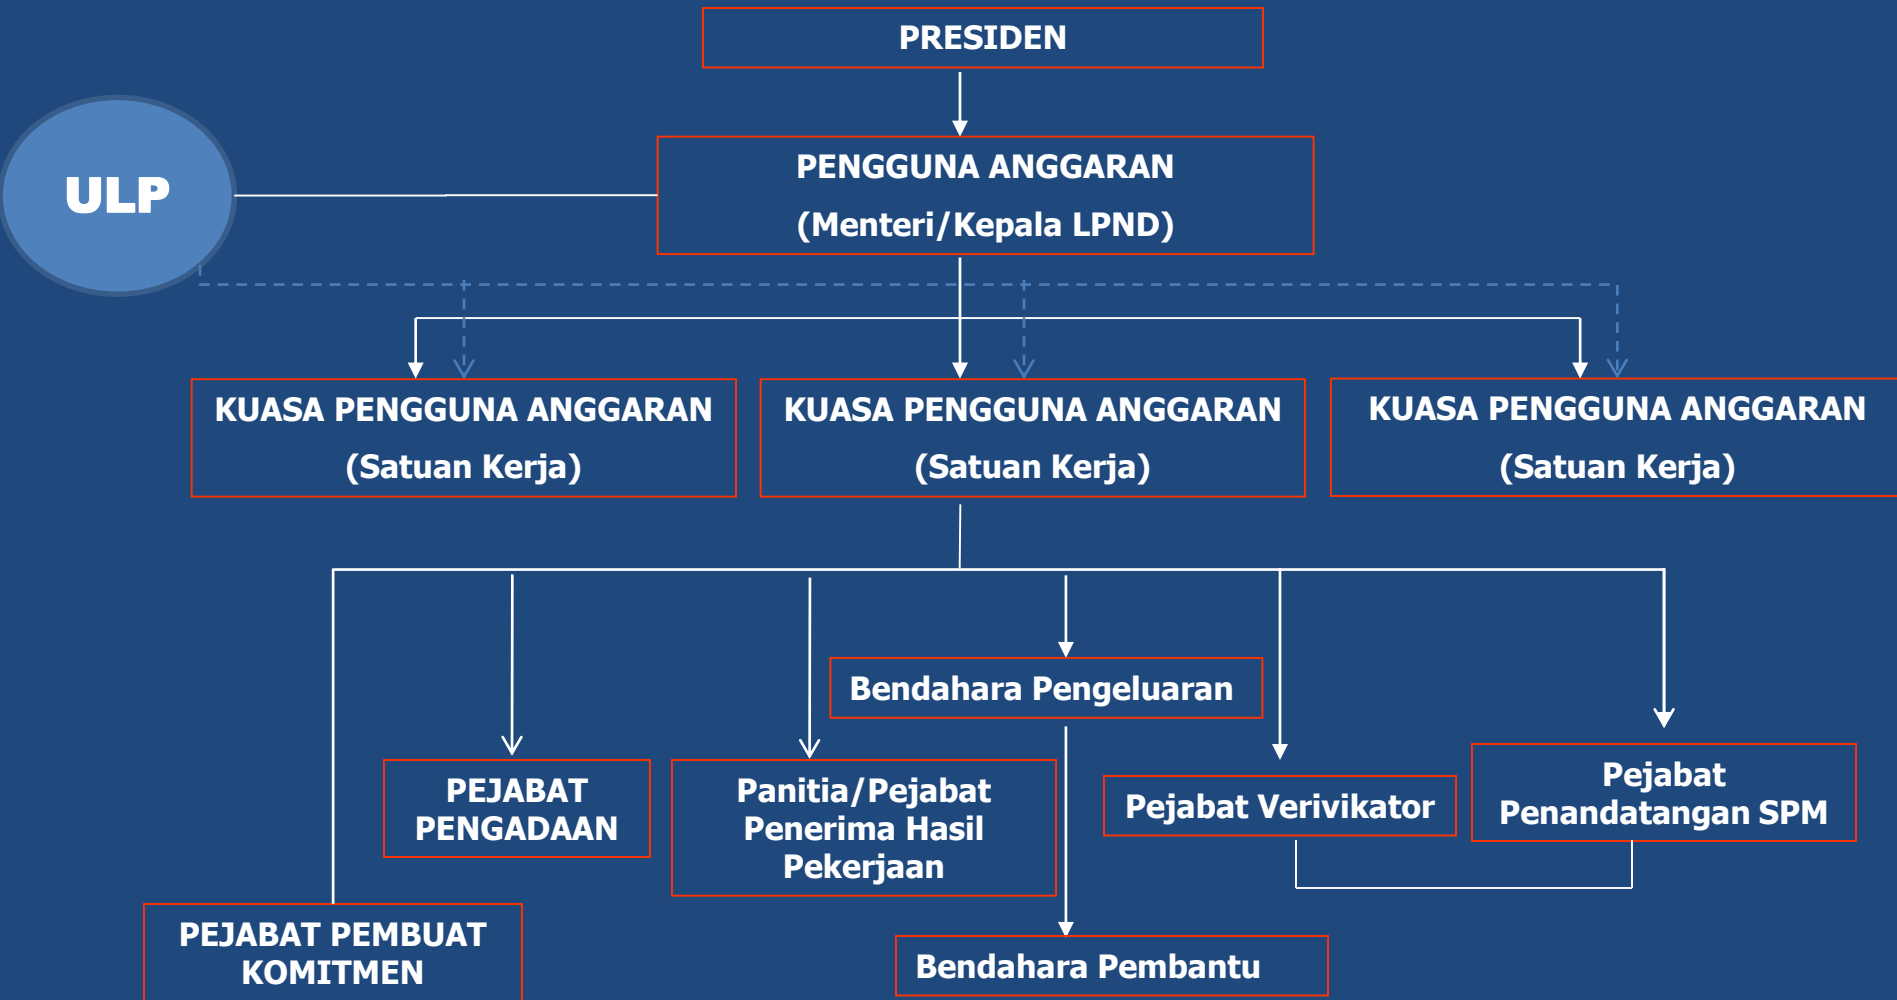 PRESIDEN
ULP
PENGGUNA ANGGARAN
(Menteri/Kepala LPND)
KUASA PENGGUNA ANGGARAN
(Satuan Kerja)
KUASA PENGGUNA ANGGARAN
(Satuan Kerja)
KUASA PENGGUNA ANGGARAN
(Satuan Kerja)
Bendahara Pengeluaran
PEJABAT
PENGADAAN
Panitia/Pejabat
Penerima Hasil
Pekerjaan
Pejabat Verivikator
Pejabat
Penandatangan SPM
PEJABAT PEMBUAT
KOMITMEN
Bendahara Pembantu